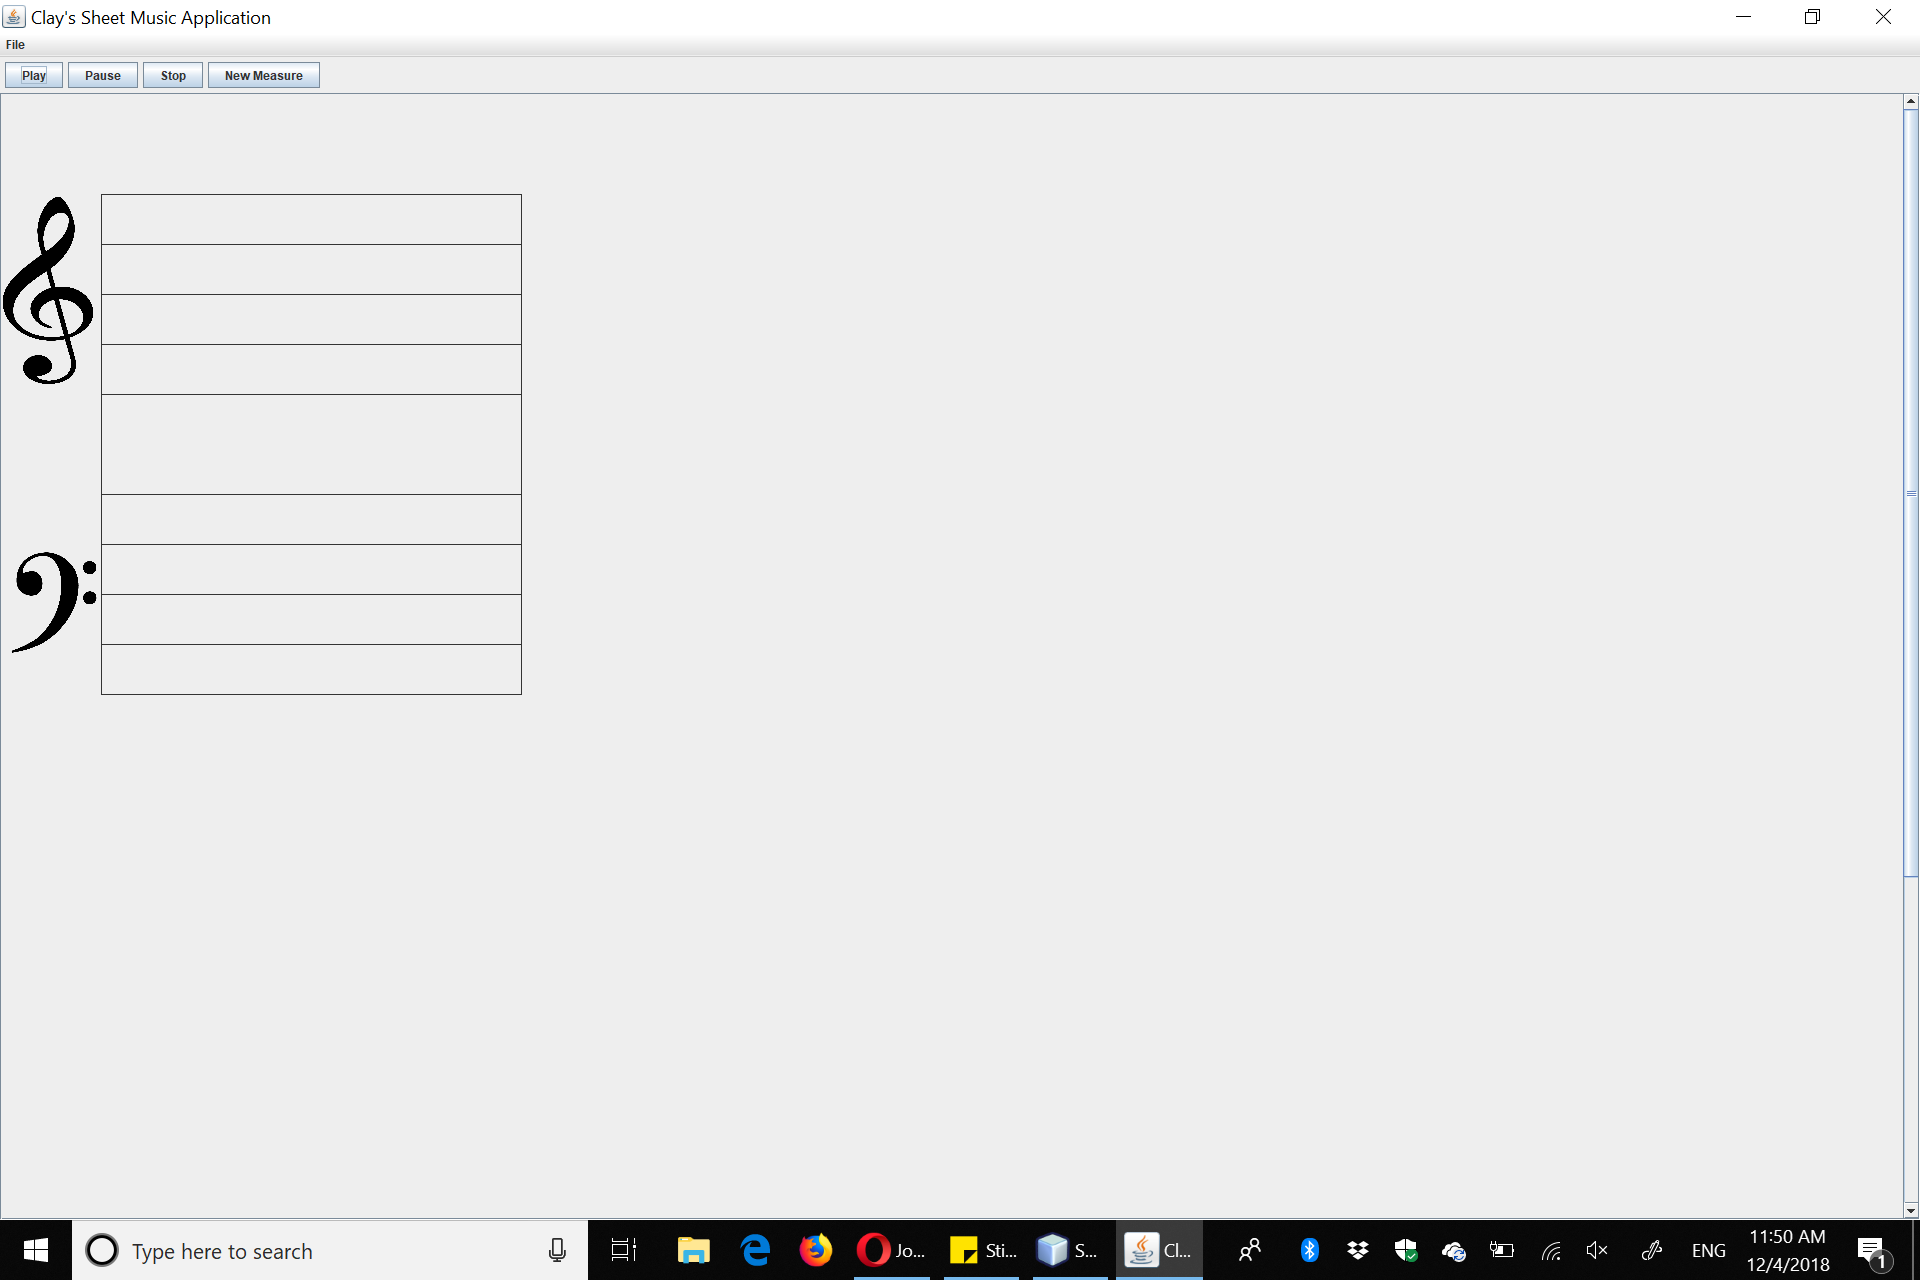 Clay's Sheet Music Application
File
Play Pause Stop New Measure
Type here to search
Jo...
Sti...
S...
Cl...
ENG
11:50 AM
12/4/2018
1